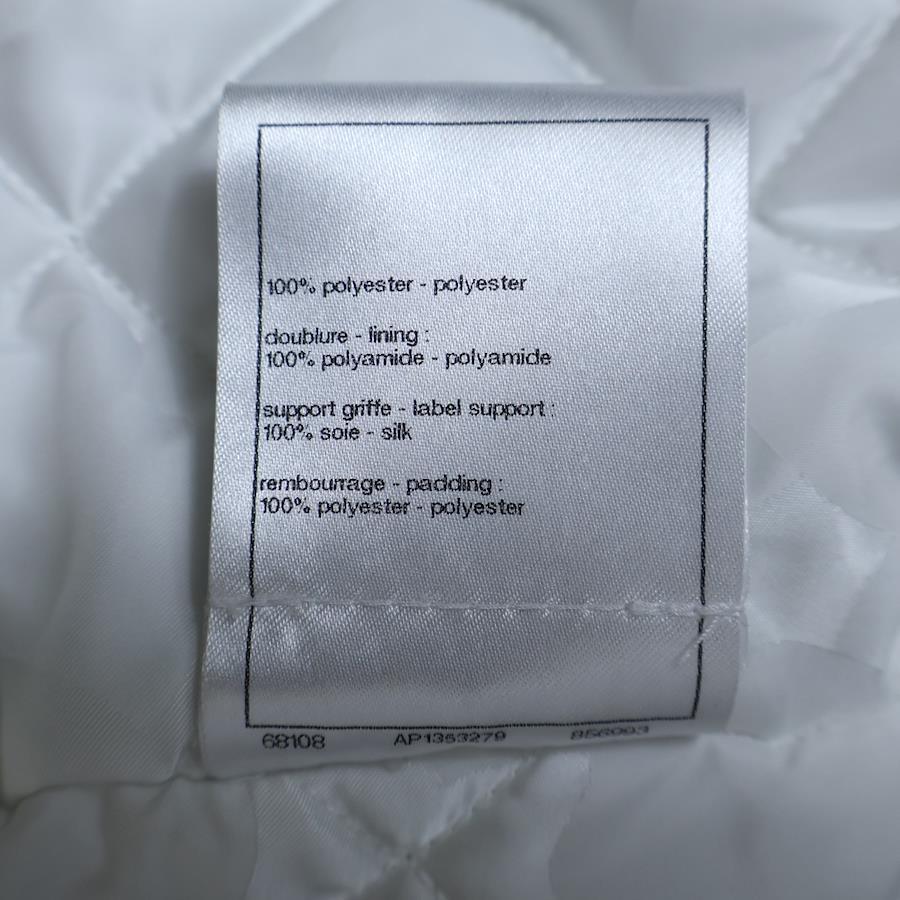 100% polyester - polyester
doublure - lining :
100% polyamide - polyamide
support griffe - label support :
100% soie - silk
rembourrage - padding :
100% polyester - polyester
68108 AP1353279